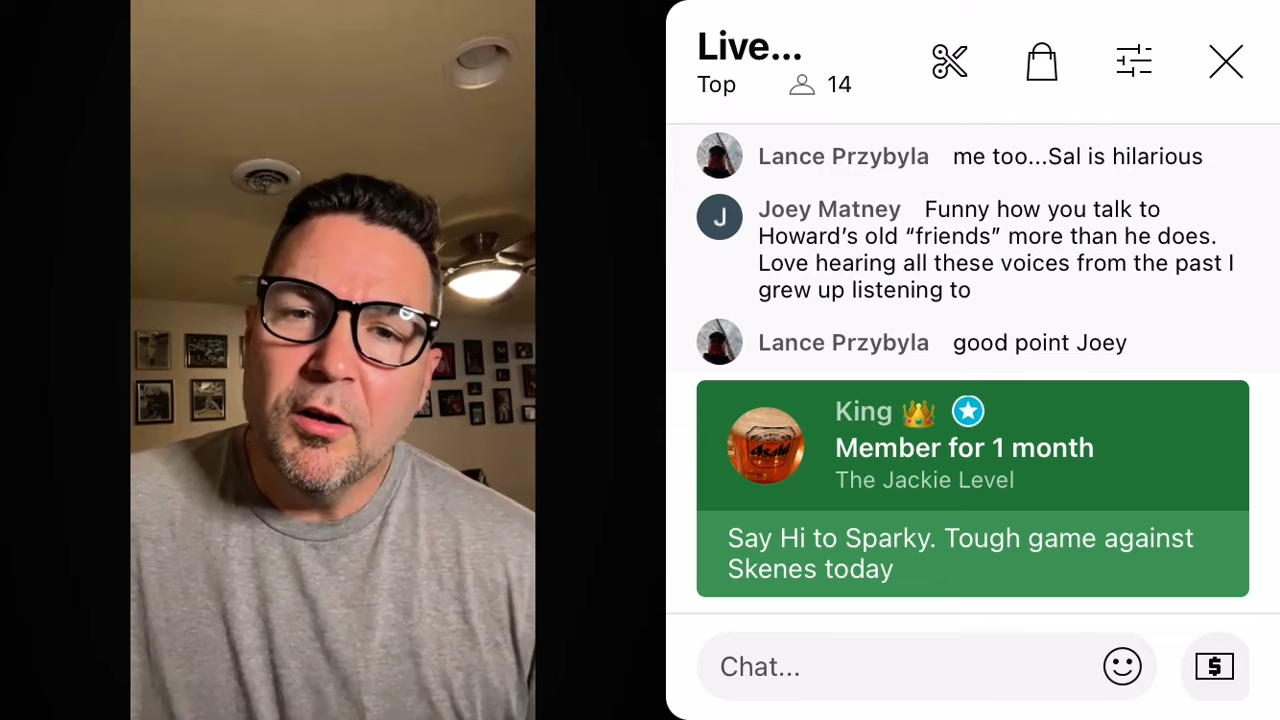 Live...
Top 14
Lance Przybyla me too...Sal is hilarious
J
Joey Matney Funny how you talk to
Howard’s old “friends” more than he does.
Love hearing all these voices from the past I
grew up listening to
Lance Przybyla good point Joey
King 👑
Member for 1 month
The Jackie Level
Asahi
Say Hi to Sparky. Tough game against
Skenes today
Chat...
$